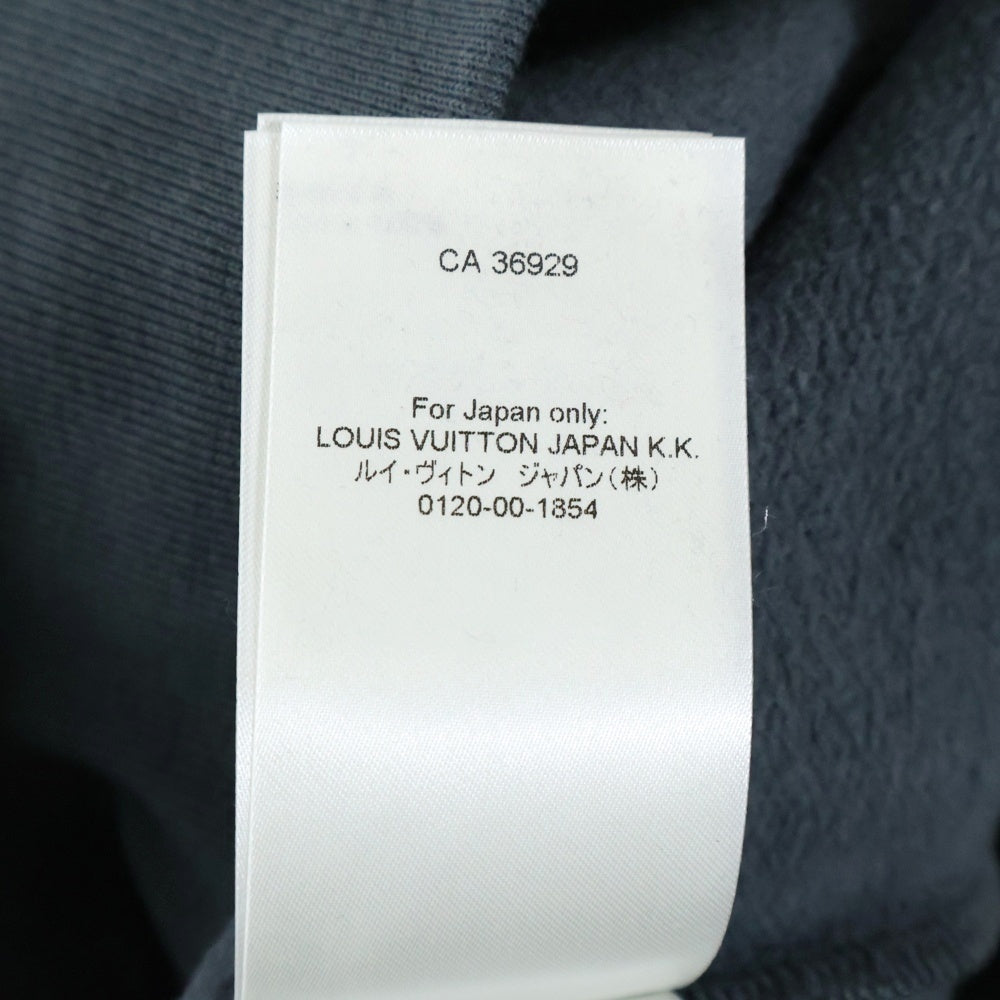 CA 36929
For Japan only:
LOUIS VUITTON JAPAN K.K.
ルイ・ヴィトン　ジャパン(株)
0120-00-1854